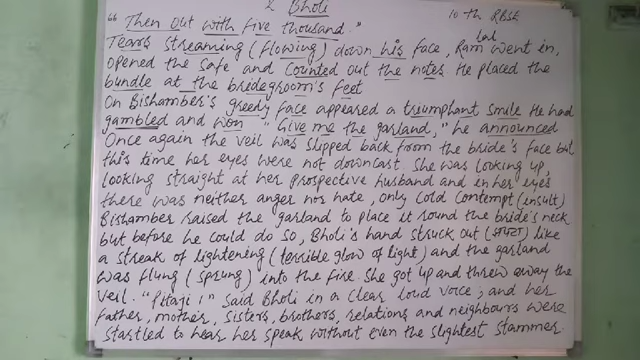 2 Bholi
10 th RBSE
"Then Out with five thousand."
Tears Streaming (flowing) down his face, Ram Lal went in,
opened the safe and Counted out the notes. He placed the
bundle at the bridegroom's feet
On Bishamber's greedy face appeared a triumphant smile He had
gambled and won "Give me the garland," he announced
Once again the veil was slipped back from the bride's face but
this time her eyes were not downcast She was looking up,
looking straight at her prospective husband and in her eyes
there was neither anger nor hate, only Cold Contempt (insult)
Bishamber raised the garland to place it round the bride's neck
but before he could do so, Bholi's hand struck out () like
a streak of lightening (terrible glow of light) and the garland
was flung (sprung) into the fire. She got up and threw away the
veil. "Pitaji!" Said Bholi in a clear loud voice; and her
father, mother, sisters, brothers, relations and neighbours were
startled to hear her speak without even the slightest stammer.